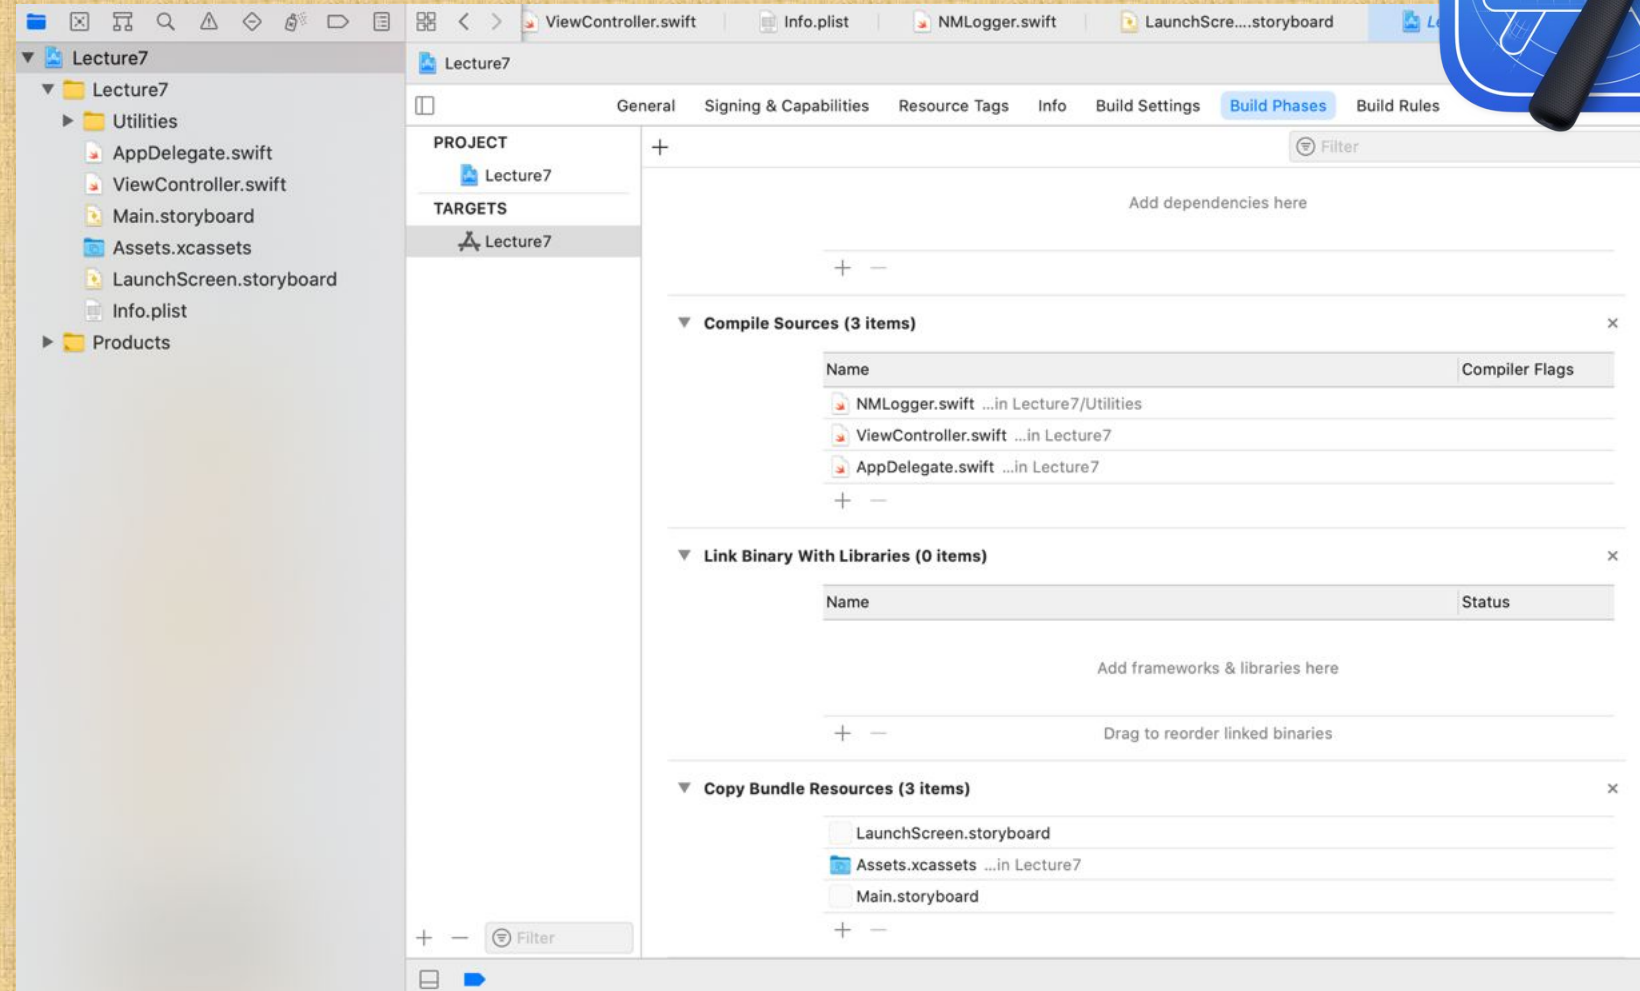 ViewController.swift
Info.plist
NMLogger.swift
LaunchScre....storyboard
Lecture7
Lecture7
Utilities
AppDelegate.swift
ViewController.swift
Main.storyboard
Assets.xcassets
LaunchScreen.storyboard
Info.plist
Products
Lecture7
General Signing & Capabilities Resource Tags Info Build Settings Build Phases Build Rules
PROJECT
Lecture7
TARGETS
Lecture7
Filter
Filter
Add dependencies here
Compile Sources (3 items)
Name Compiler Flags
NMLogger.swift ...in Lecture7/Utilities
ViewController.swift ...in Lecture7
AppDelegate.swift ...in Lecture7
Link Binary With Libraries (0 items)
Name Status
Add frameworks & libraries here
Drag to reorder linked binaries
Copy Bundle Resources (3 items)
LaunchScreen.storyboard
Assets.xcassets ...in Lecture7
Main.storyboard